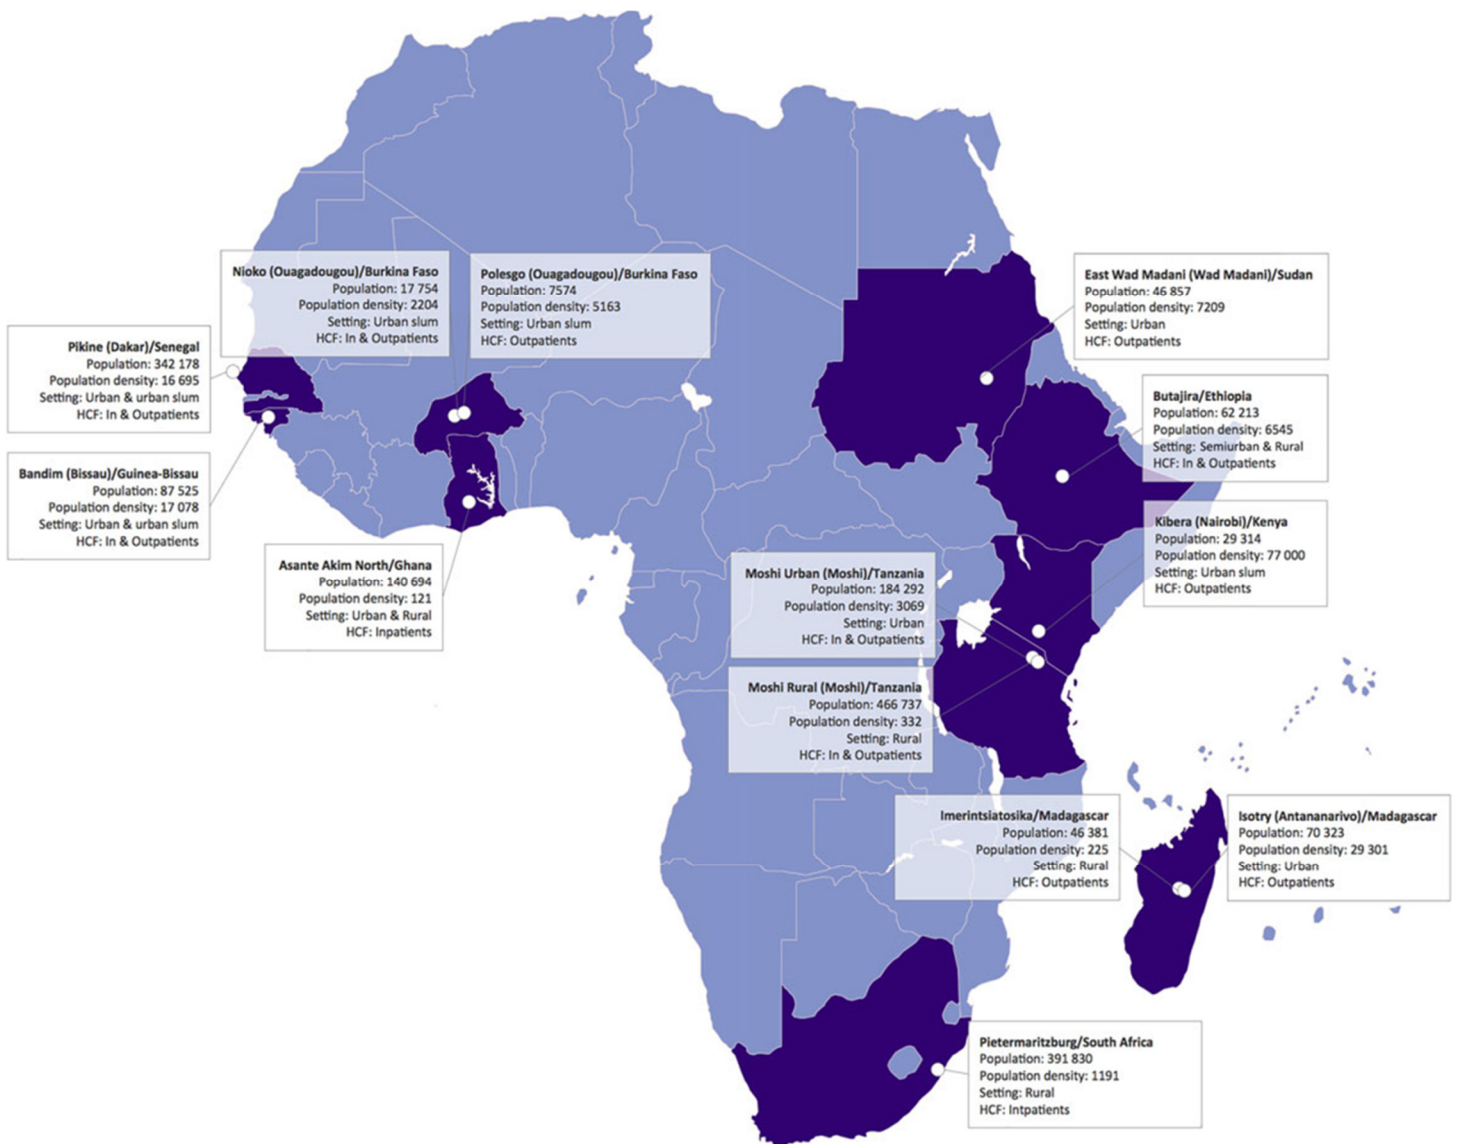 Nioko (Ouagadougou)/Burkina Faso
Population: 17 754
Population density: 2204
Setting: Urban slum
HCF: In & Outpatients
Polesgo (Ouagadougou)/Burkina Faso
Population: 7574
Population density: 5163
Setting: Urban slum
HCF: Outpatients
East Wad Madani (Wad Madani)/Sudan
Population: 46 857
Population density: 7209
Setting: Urban
HCF: Outpatients
Pikine (Dakar)/Senegal
Population: 342 178
Population density: 16 695
Setting: Urban & urban slum
HCF: In & Outpatients
Butajira/Ethiopia
Population: 62 213
Population density: 6545
Setting: Semiurban & Rural
HCF: In & Outpatients
Bandim (Bissau)/Guinea-Bissau
Population: 87 525
Population density: 17 078
Setting: Urban & urban slum
HCF: In & Outpatients
Kibera (Nairobi)/Kenya
Population: 29 314
Population density: 77 000
Setting: Urban slum
HCF: Outpatients
Asante Akim North/Ghana
Population: 140 694
Population density: 121
Setting: Urban & Rural
HCF: Inpatients
Moshi Urban (Moshi)/Tanzania
Population: 184 292
Population density: 3069
Setting: Urban
HCF: In & Outpatients
Moshi Rural (Moshi)/Tanzania
Population: 466 737
Population density: 332
Setting: Rural
HCF: In & Outpatients
Imerintsiatosika/Madagascar
Population: 46 381
Population density: 225
Setting: Rural
HCF: Outpatients
Isotry (Antananarivo)/Madagascar
Population: 70 323
Population density: 29 301
Setting: Urban
HCF: Outpatients
Pietermaritzburg/South Africa
Population: 391 830
Population density: 1191
Setting: Rural
HCF: Intpatients